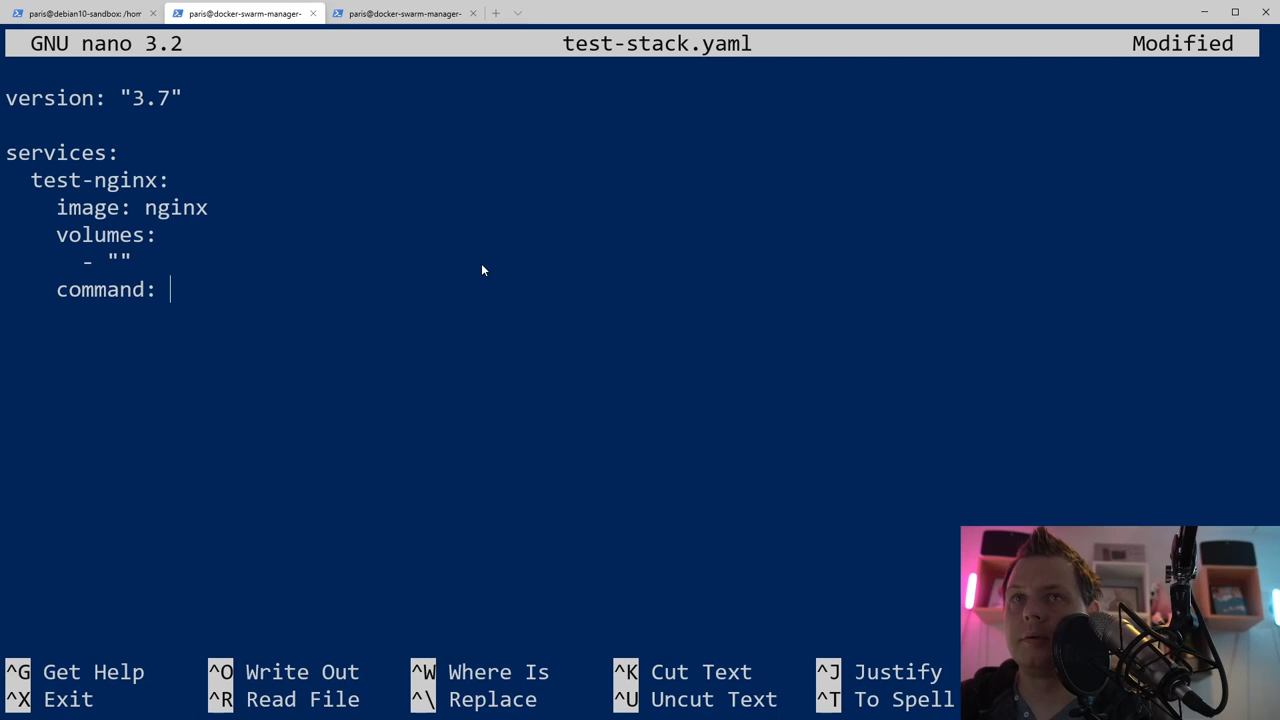 paris@debian10-sandbox: /hom
paris@docker-swarm-manager-
paris@docker-swarm-manager-
GNU nano 3.2 test-stack.yaml Modified
version: "3.7"
services:
  test-nginx:
    image: nginx
    volumes:
      - ""
    command:
^G Get Help ^O Write Out ^W Where Is ^K Cut Text ^J Justify
^X Exit ^R Read File ^\ Replace ^U Uncut Text ^T To Spell